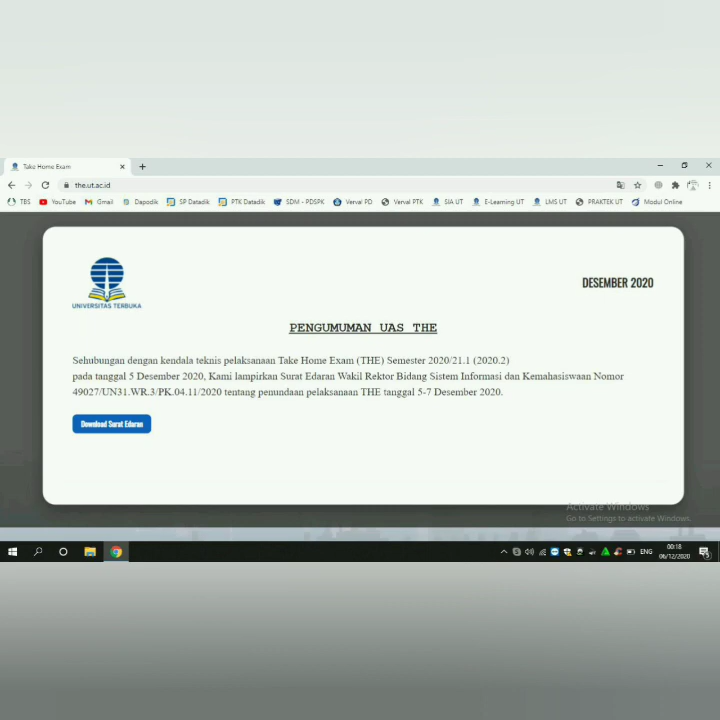 Take Home Exam
the.ut.ac.id
TBS YouTube Gmail Dapodik SP Datadik PTK Datadik SDM - PDSPK Verval PD Verval PTK SIA UT E-Learning UT LMS UT PRAKTEK UT Modul Online
UNIVERSITAS TERBUKA
DESEMBER 2020
PENGUMUMAN UAS THE
Sehubungan dengan kendala teknis pelaksanaan Take Home Exam (THE) Semester 2020/21.1 (2020.2)
pada tanggal 5 Desember 2020, Kami lampirkan Surat Edaran Wakil Rektor Bidang Sistem Informasi dan Kemahasiswaan Nomor
49027/UN31.WR.3/PK.04.11/2020 tentang penundaan pelaksanaan THE tanggal 5-7 Desember 2020.
Download Surat Edaran
Activate Windows
Go to Settings to activate Windows.
ENG
00:18
06/12/2020